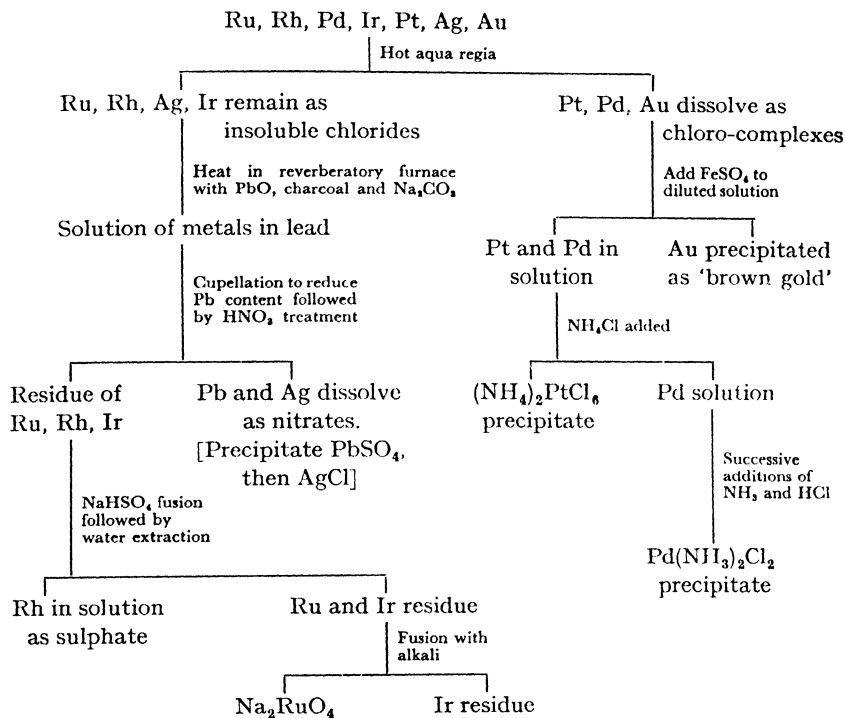 Ru, Rh, Pd, Ir, Pt, Ag, Au
Hot aqua regia
Ru, Rh, Ag, Ir remain as
insoluble chlorides
Pt, Pd, Au dissolve as
chloro-complexes
Heat in reverberatory furnace
with PbO, charcoal and Na₂CO₃
Add FeSO₄ to
diluted solution
Solution of metals in lead
Pt and Pd in
solution
Au precipitated
as ‘brown gold’
Cupellation to reduce
Pb content followed
by HNO₃ treatment
NH₄Cl added
Residue of
Ru, Rh, Ir
Pb and Ag dissolve
as nitrates.
[Precipitate PbSO₄,
then AgCl]
(NH₄)₂PtCl₆
precipitate
Pd solution
Successive
additions of
NH₃ and HCl
NaHSO₄ fusion
followed by
water extraction
Pd(NH₃)₂Cl₂
precipitate
Rh in solution
as sulphate
Ru and Ir residue
Fusion with
alkali
Na₂RuO₄
Ir residue